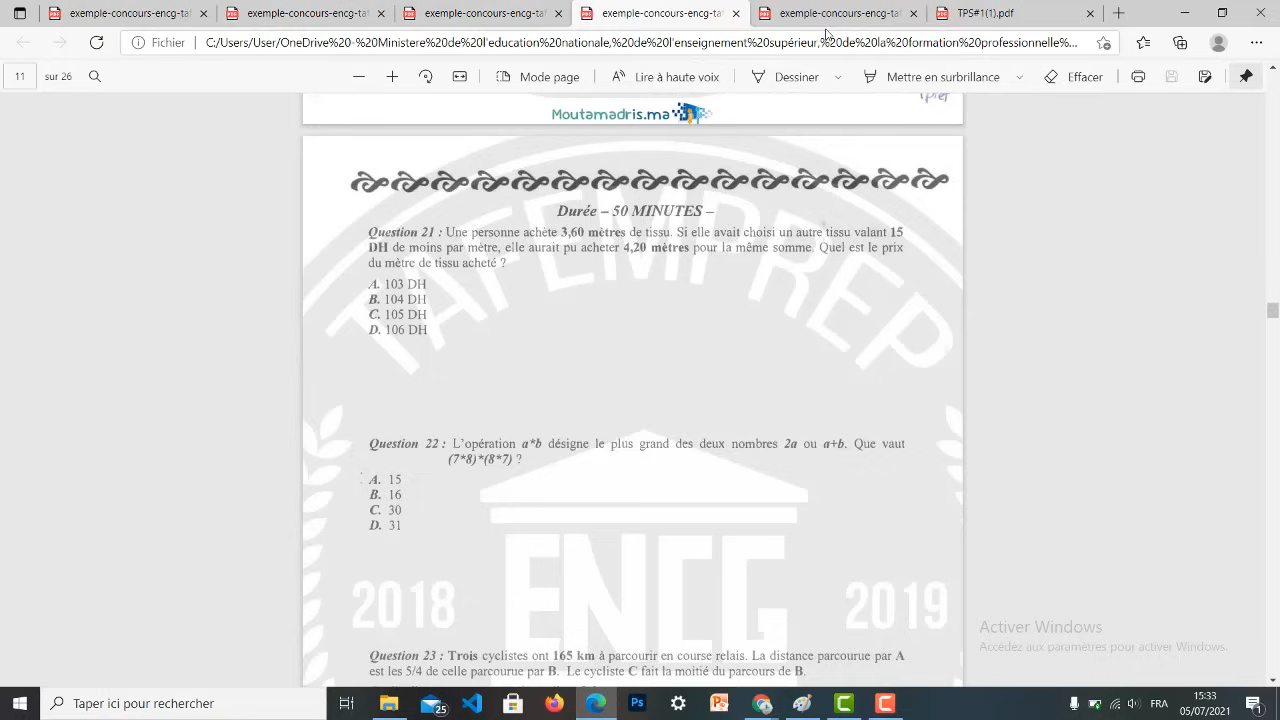 exemple-concours-encg-ta
exemple-concours-encg-ta
exemple-concours-encg-ta
exemple-concours-encg-ta
exemple-concours-encg-ta
TPS#1(1).pdf
Fichier
C:/Users/User/OneDrive%20-%20Ministere%20de%20l'education%20nationale%20de%20l'enseignement%20supérieur,%20de%20la%20formation%20professionnelle%...
11 sur 26
Mode page
Lire à haute voix
Dessiner
Mettre en surbrillance
Effacer
Moutamadris.ma
Durée – 50 MINUTES –
Question 21 : Une personne achète 3,60 mètres de tissu. Si elle avait choisi un autre tissu valant 15
DH de moins par mètre, elle aurait pu acheter 4,20 mètres pour la même somme. Quel est le prix
du mètre de tissu acheté ?
A. 103 DH
B. 104 DH
C. 105 DH
D. 106 DH
TAFEMPREP
Question 22 : L'opération a*b désigne le plus grand des deux nombres 2a ou a+b. Que vaut
(7*8)*(8*7) ?
A. 15
B. 16
C. 30
D. 31
ENCG
2018
2019
Question 23 : Trois cyclistes ont 165 km à parcourir en course relais. La distance parcourue par A
est les 5/4 de celle parcourue par B. Le cycliste C fait la moitié du parcours de B.
Activer Windows
Accédez aux paramètres pour activer Windows.
Taper ici pour rechercher
25
Ps
FRA
15:33
05/07/2021